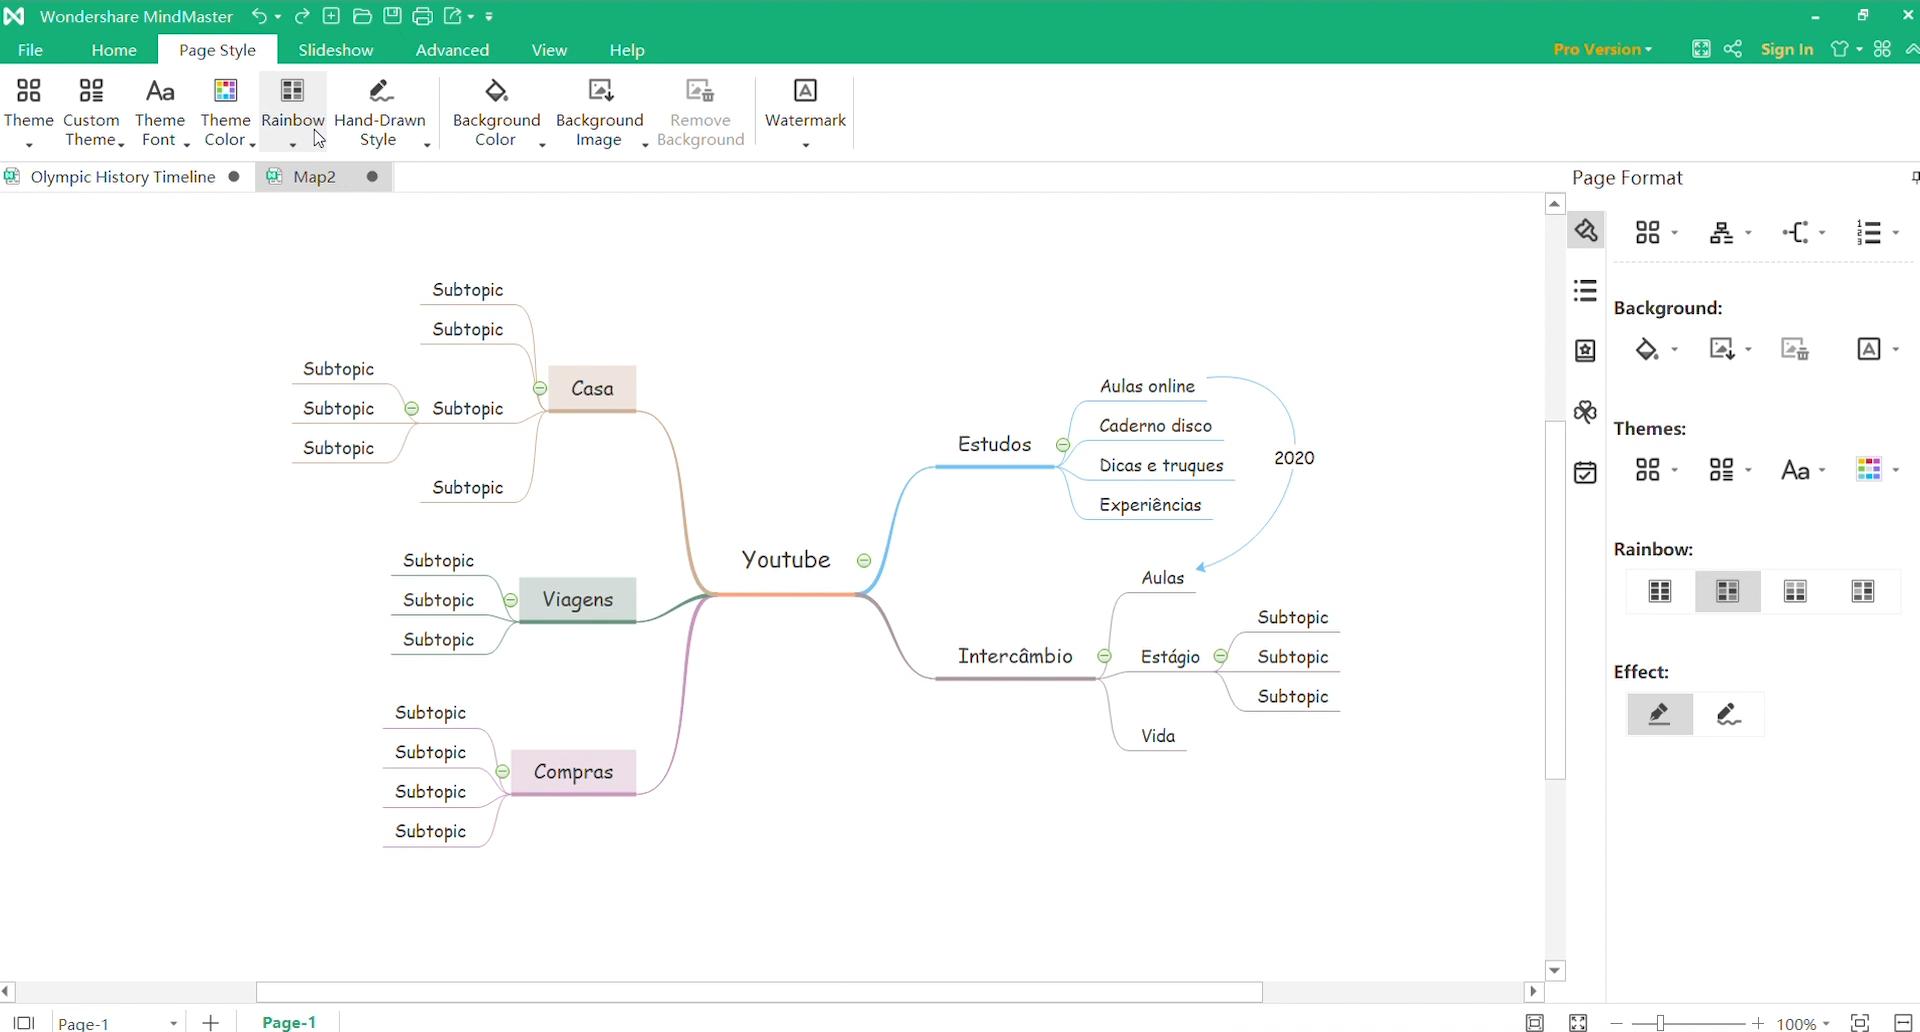 Wondershare MindMaster
File Home Page Style Slideshow Advanced View Help Pro Version Sign In
Theme Custom Theme Theme Font Theme Color Rainbow Hand-Drawn Style Background Color Background Image Remove Background Watermark
Olympic History Timeline Map2
Page Format
Background:
Themes:
Aa
Rainbow:
Effect:
Subtopic
Subtopic
Subtopic
Subtopic
Subtopic
Subtopic
Subtopic
Casa
Subtopic
Subtopic
Subtopic
Viagens
Subtopic
Subtopic
Subtopic
Subtopic
Compras
Youtube
Estudos
Aulas online
Caderno disco
Dicas e truques
Experiências
2020
Intercâmbio
Aulas
Estágio
Subtopic
Subtopic
Subtopic
Vida
Page-1 Page-1 100%